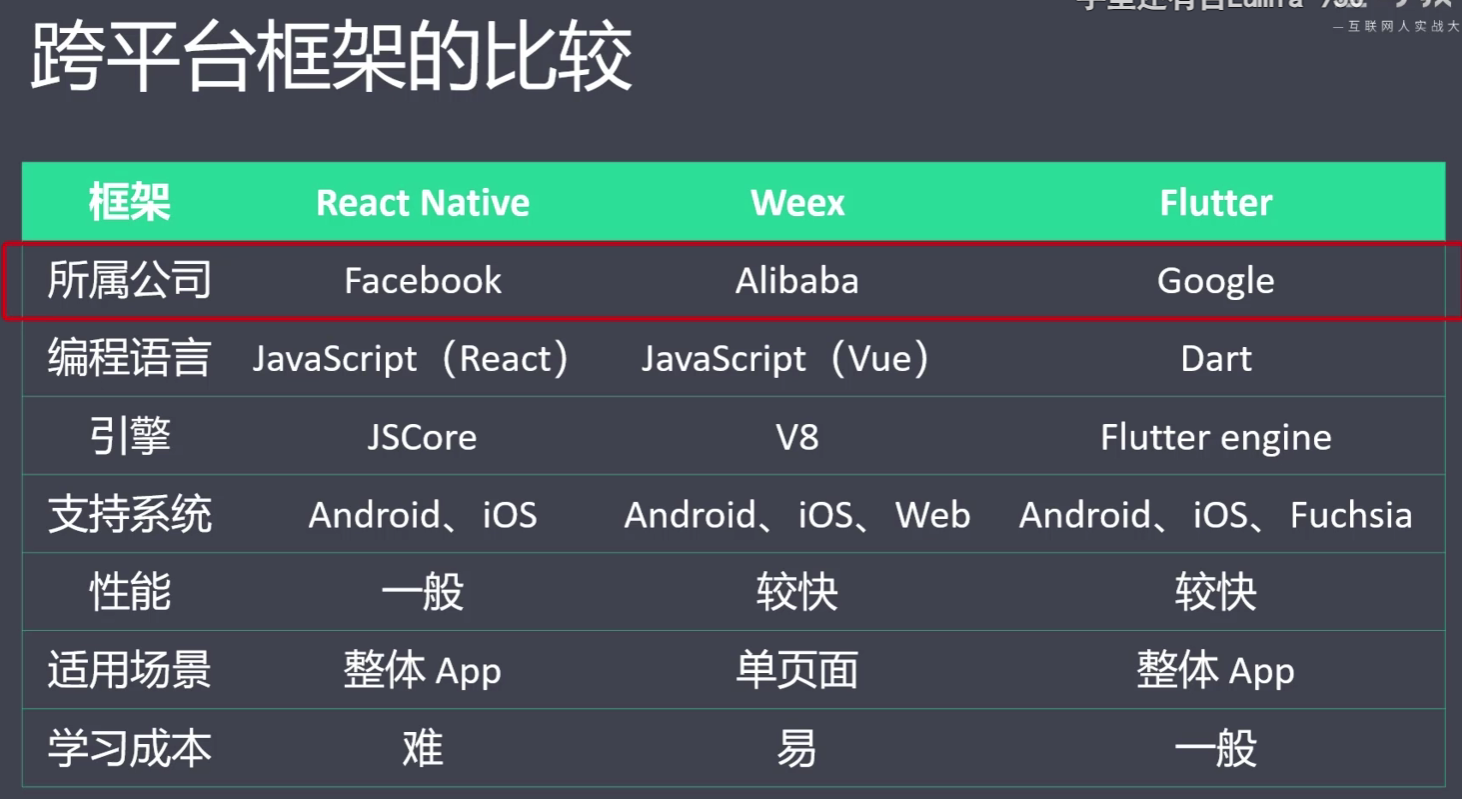 跨平台框架的比较
—互联网人实战大
框架 React Native Weex Flutter
所属公司 Facebook Alibaba Google
编程语言 JavaScript（React） JavaScript（Vue） Dart
引擎 JSCore V8 Flutter engine
支持系统 Android、iOS Android、iOS、Web Android、iOS、Fuchsia
性能 一般 较快 较快
适用场景 整体 App 单页面 整体 App
学习成本 难 易 一般